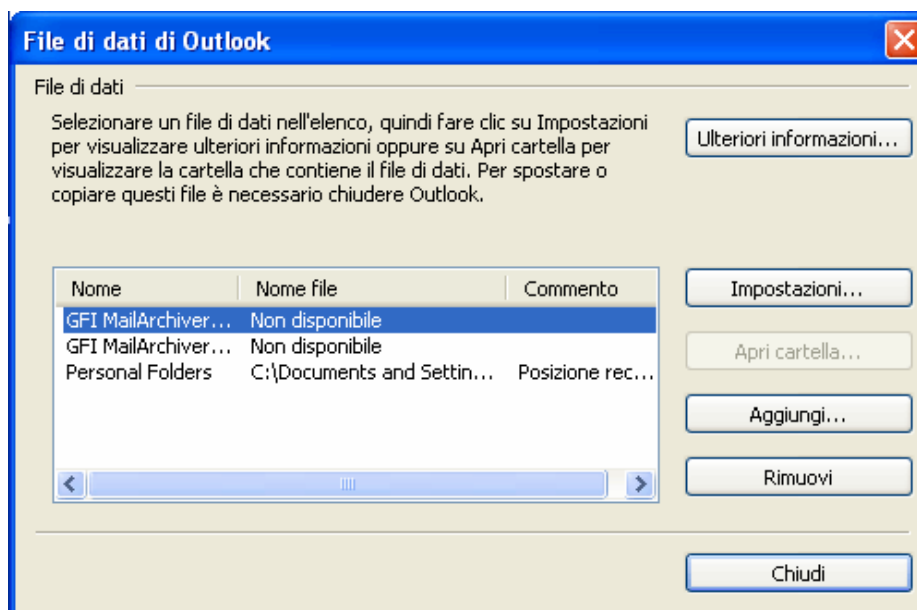 File di dati di Outlook
File di dati
Selezionare un file di dati nell'elenco, quindi fare clic su Impostazioni
per visualizzare ulteriori informazioni oppure su Apri cartella per
visualizzare la cartella che contiene il file di dati. Per spostare o
copiare questi file è necessario chiudere Outlook.
Ulteriori informazioni...
Nome Nome file Commento
GFI MailArchiver... Non disponibile
GFI MailArchiver... Non disponibile
Personal Folders C:\Documents and Settin... Posizione rec...
Impostazioni...
Apri cartella...
Aggiungi...
Rimuovi
Chiudi